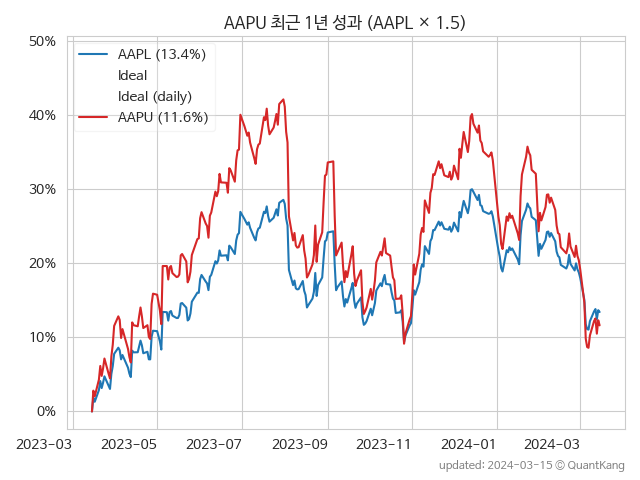 AAPU 최근 1년 성과 (AAPL × 1.5)
50%
40%
30%
20%
10%
0%
AAPL (13.4%)
Ideal
Ideal (daily)
AAPU (11.6%)
2023-03 2023-05 2023-07 2023-09 2023-11 2024-01 2024-03
updated: 2024-03-15 © QuantKang